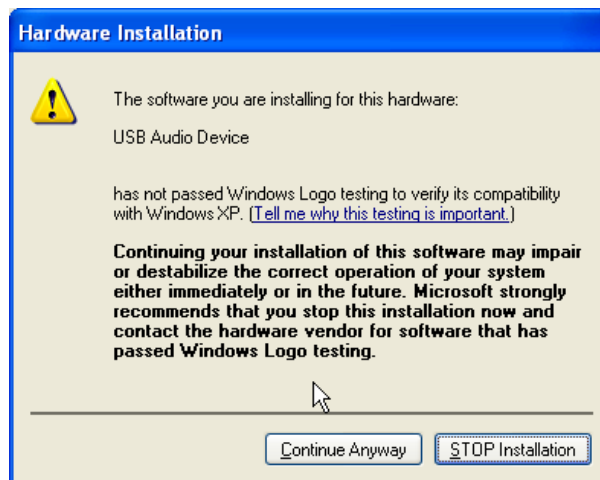 Hardware Installation
The software you are installing for this hardware:
USB Audio Device
has not passed Windows Logo testing to verify its compatibility
with Windows XP. (Tell me why this testing is important.)
Continuing your installation of this software may impair
or destabilize the correct operation of your system
either immediately or in the future. Microsoft strongly
recommends that you stop this installation now and
contact the hardware vendor for software that has
passed Windows Logo testing.
Continue Anyway
STOP Installation